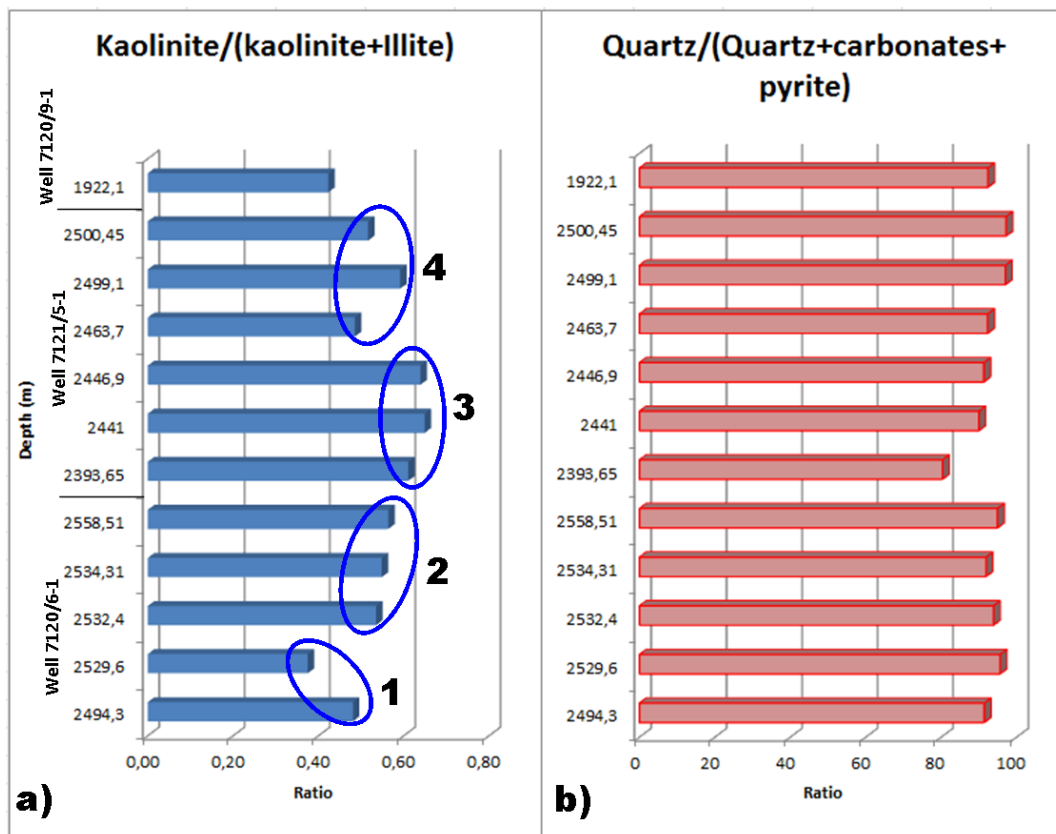 Kaolinite/(kaolinite+Illite)
Well 7120/9-1
Well 7121/5-1
Well 7120/6-1
Depth (m)
1922,1
2500,45
2499,1
2463,7
2446,9
2441
2393,65
2558,51
2534,31
2532,4
2529,6
2494,3
4
3
2
1
0,00 0,20 0,40 0,60 0,80
Ratio
a)
Quartz/(Quartz+carbonates+
pyrite)
1922,1
2500,45
2499,1
2463,7
2446,9
2441
2393,65
2558,51
2534,31
2532,4
2529,6
2494,3
0 20 40 60 80 100
Ratio
b)